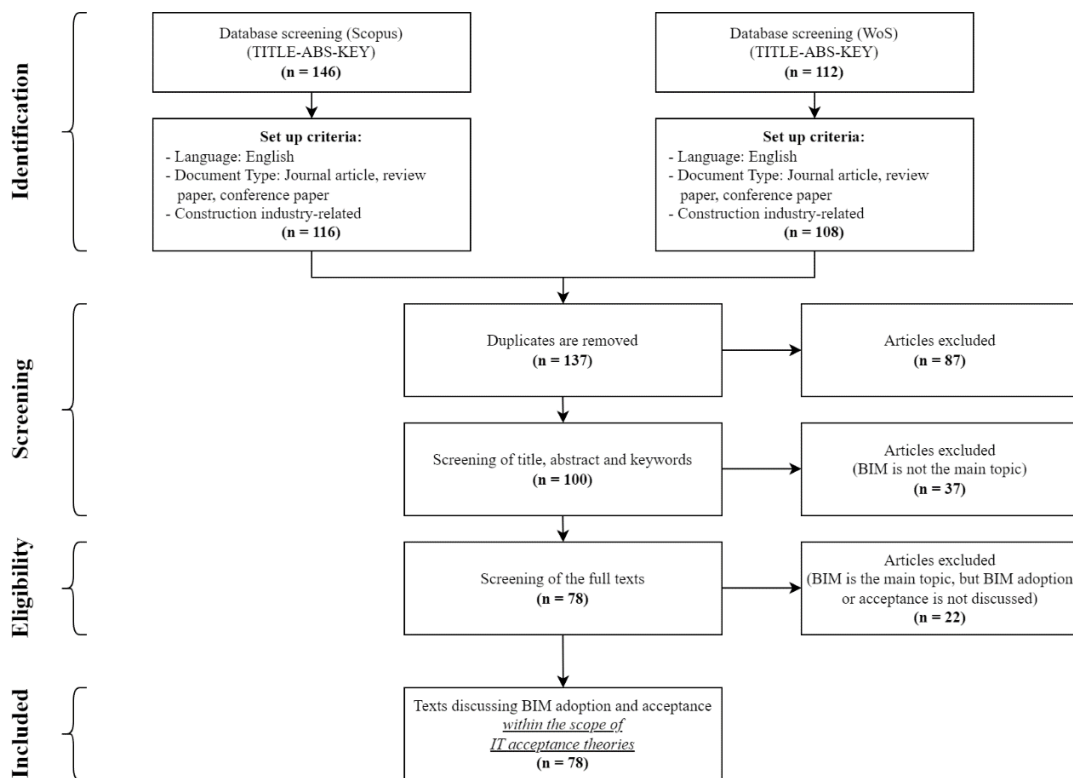 Identification
Database screening (Scopus)
(TITLE-ABS-KEY)
(n = 146)
Database screening (WoS)
(TITLE-ABS-KEY)
(n = 112)
Set up criteria:
- Language: English
- Document Type: Journal article, review
paper, conference paper
- Construction industry-related
(n = 116)
Set up criteria:
- Language: English
- Document Type: Journal article, review
paper, conference paper
- Construction industry-related
(n = 108)
Screening
Duplicates are removed
(n = 137)
Articles excluded
(n = 87)
Screening of title, abstract and keywords
(n = 100)
Articles excluded
(BIM is not the main topic)
(n = 37)
Eligibility
Screening of the full texts
(n = 78)
Articles excluded
(BIM is the main topic, but BIM adoption
or acceptance is not discussed)
(n = 22)
Included
Texts discussing BIM adoption and acceptance
within the scope of
IT acceptance theories
(n = 78)